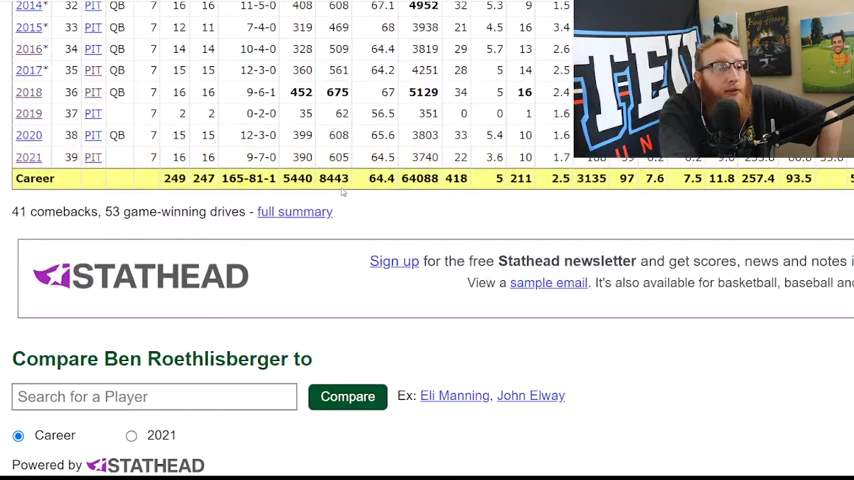 2014* 32 PIT QB 7 16 16 11-5-0 408 608 67.1 4952 32 5.3 9 1.5
2015* 33 PIT 7 12 11 7-4-0 319 469 68 3938 21 4.5 16 3.4
2016* 34 PIT 7 14 14 10-4-0 328 509 64.4 3819 29 5.7 13 2.6
2017* 35 PIT QB 7 15 15 12-3-0 360 561 64.2 4251 28 5 14 2.5
2018 36 PIT QB 7 16 16 9-6-1 452 675 67 5129 34 5 16 2.4
2019 37 PIT 7 2 2 0-2-0 35 62 56.5 351 0 0 1 1.6
2020 38 PIT QB 7 15 15 12-3-0 399 608 65.6 3803 33 5.4 10 1.6
2021 39 PIT 7 16 16 9-7-0 390 605 64.5 3740 22 3.6 10 1.7
Career 249 247 165-81-1 5440 8443 64.4 64088 418 5 211 2.5 3135 97 7.6 7.5 11.8 257.4 93.5
41 comebacks, 53 game-winning drives - full summary
STATHEAD
Sign up for the free Stathead newsletter and get scores, news and notes i
View a sample email. It's also available for basketball, baseball and
Compare Ben Roethlisberger to
Search for a Player Compare Ex: Eli Manning, John Elway
Career 2021
Powered by STATHEAD